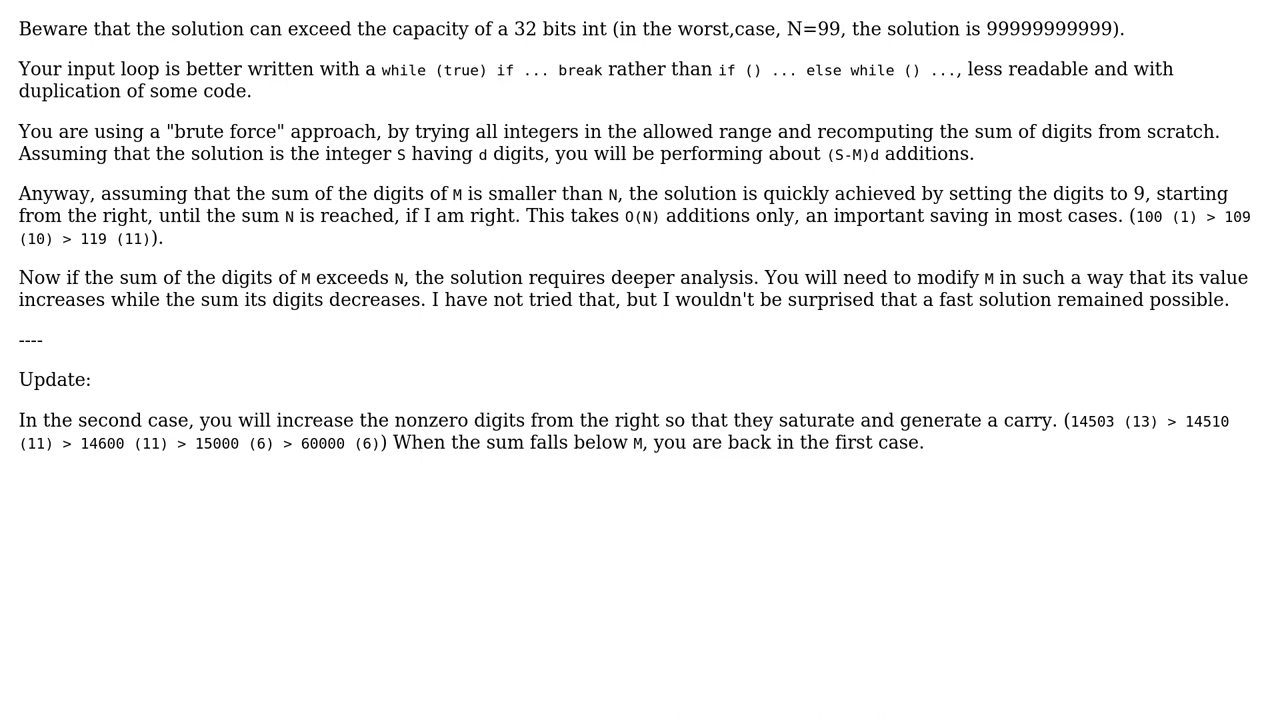 Beware that the solution can exceed the capacity of a 32 bits int (in the worst,case, N=99, the solution is 99999999999).
Your input loop is better written with a while (true) if ... break rather than if () ... else while () ..., less readable and with
duplication of some code.
You are using a "brute force" approach, by trying all integers in the allowed range and recomputing the sum of digits from scratch.
Assuming that the solution is the integer S having d digits, you will be performing about (S-M)d additions.
Anyway, assuming that the sum of the digits of M is smaller than N, the solution is quickly achieved by setting the digits to 9, starting
from the right, until the sum N is reached, if I am right. This takes O(N) additions only, an important saving in most cases. (100 (1) > 109
(10) > 119 (11)).
Now if the sum of the digits of M exceeds N, the solution requires deeper analysis. You will need to modify M in such a way that its value
increases while the sum its digits decreases. I have not tried that, but I wouldn't be surprised that a fast solution remained possible.
----
Update:
In the second case, you will increase the nonzero digits from the right so that they saturate and generate a carry. (14503 (13) > 14510
(11) > 14600 (11) > 15000 (6) > 60000 (6)) When the sum falls below M, you are back in the first case.